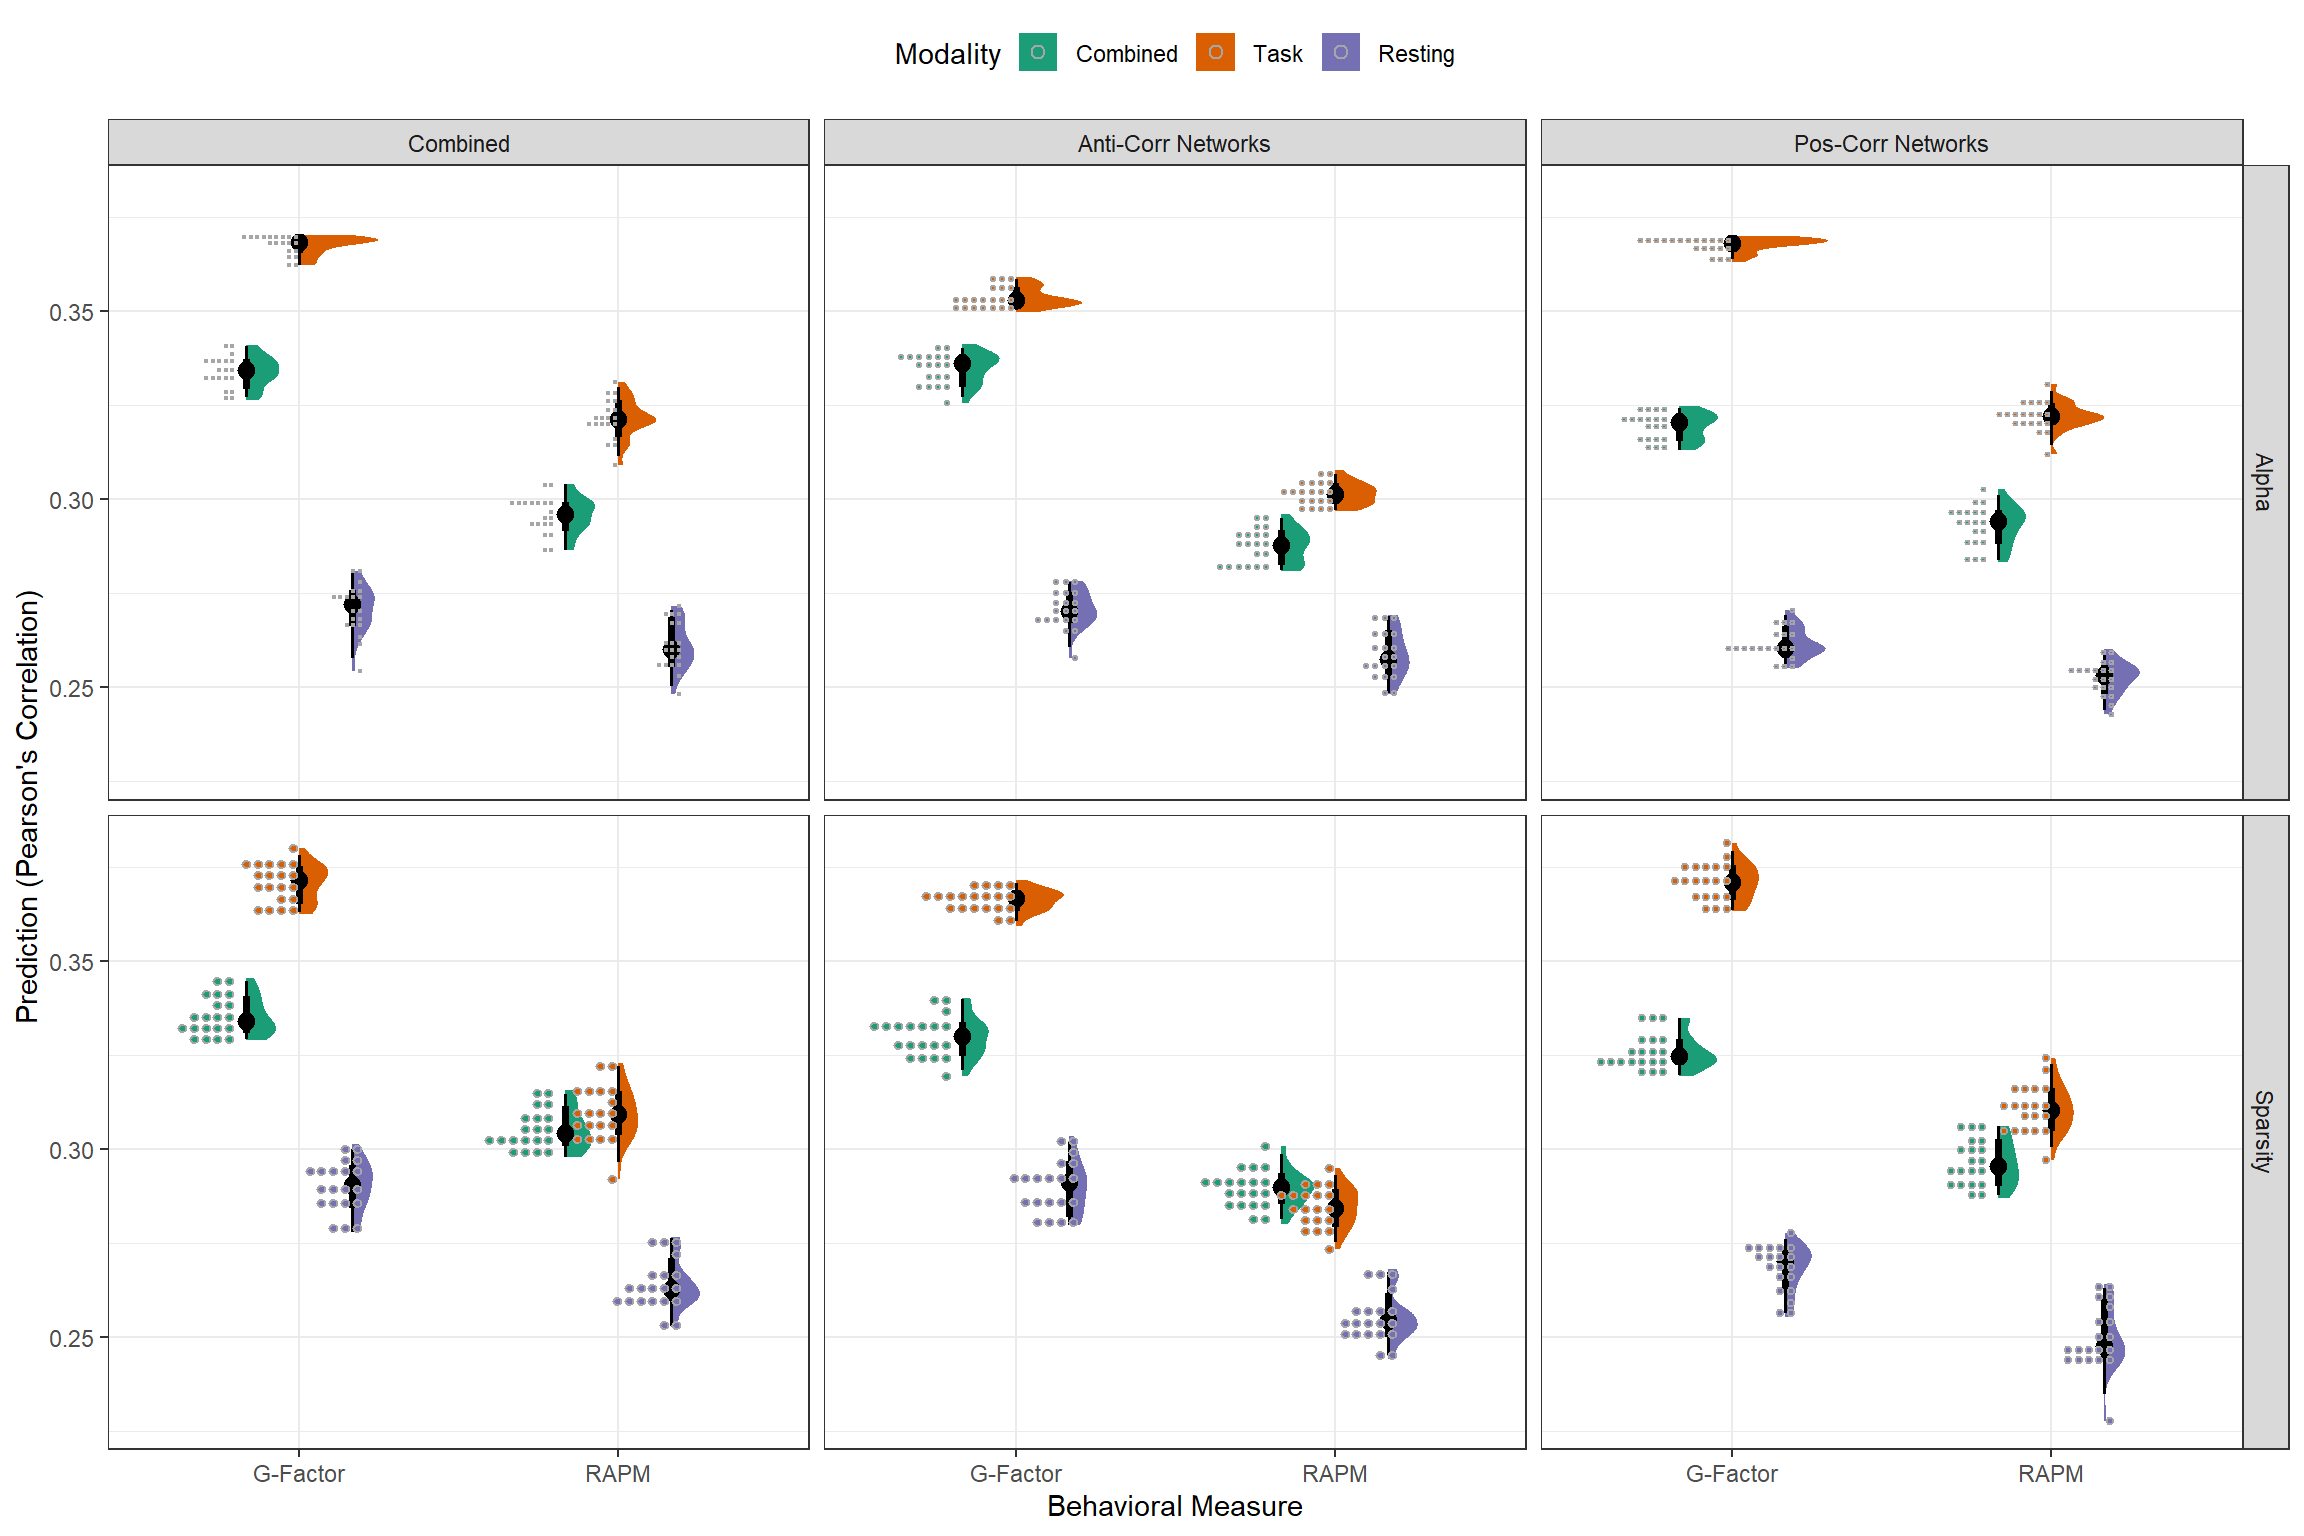 Modality Combined Task Resting
Combined
Anti-Corr Networks
Pos-Corr Networks
Prediction (Pearson's Correlation)
0.35
0.30
0.25
Alpha
0.35
0.30
0.25
Sparsity
G-Factor RAPM
G-Factor RAPM
G-Factor RAPM
Behavioral Measure